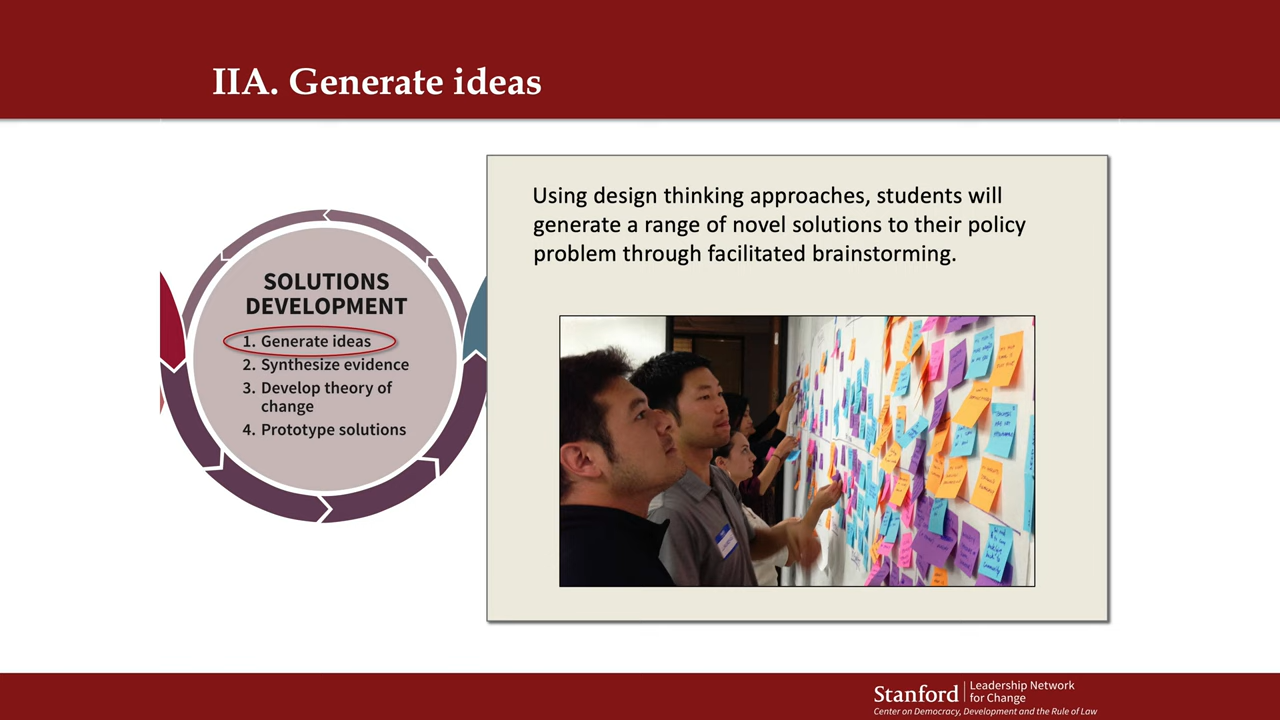 IIA. Generate ideas
SOLUTIONS
DEVELOPMENT
1. Generate ideas
2. Synthesize evidence
3. Develop theory of
change
4. Prototype solutions
Using design thinking approaches, students will
generate a range of novel solutions to their policy
problem through facilitated brainstorming.
Stanford
Leadership Network
for Change
Center on Democracy, Development and the Rule of Law